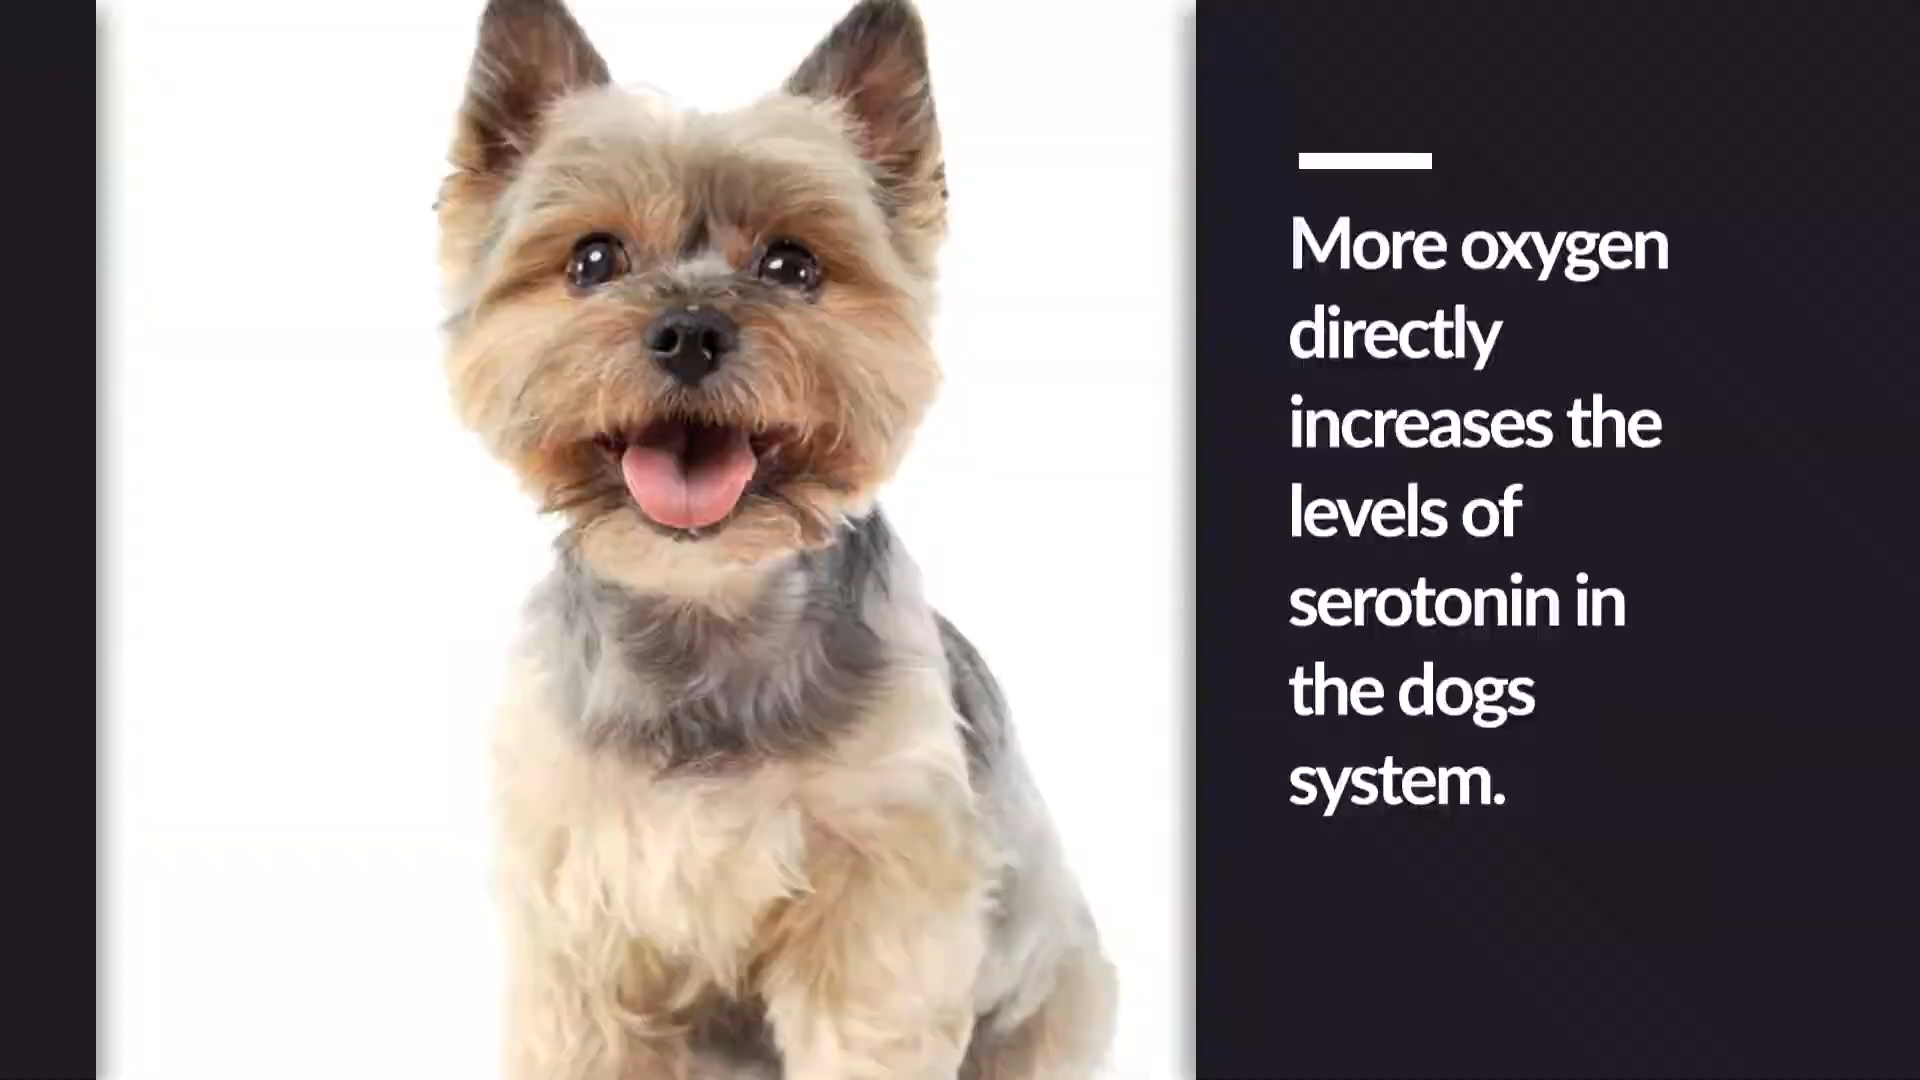 More oxygen
directly
increases the
levels of
serotonin in
the dogs
system.